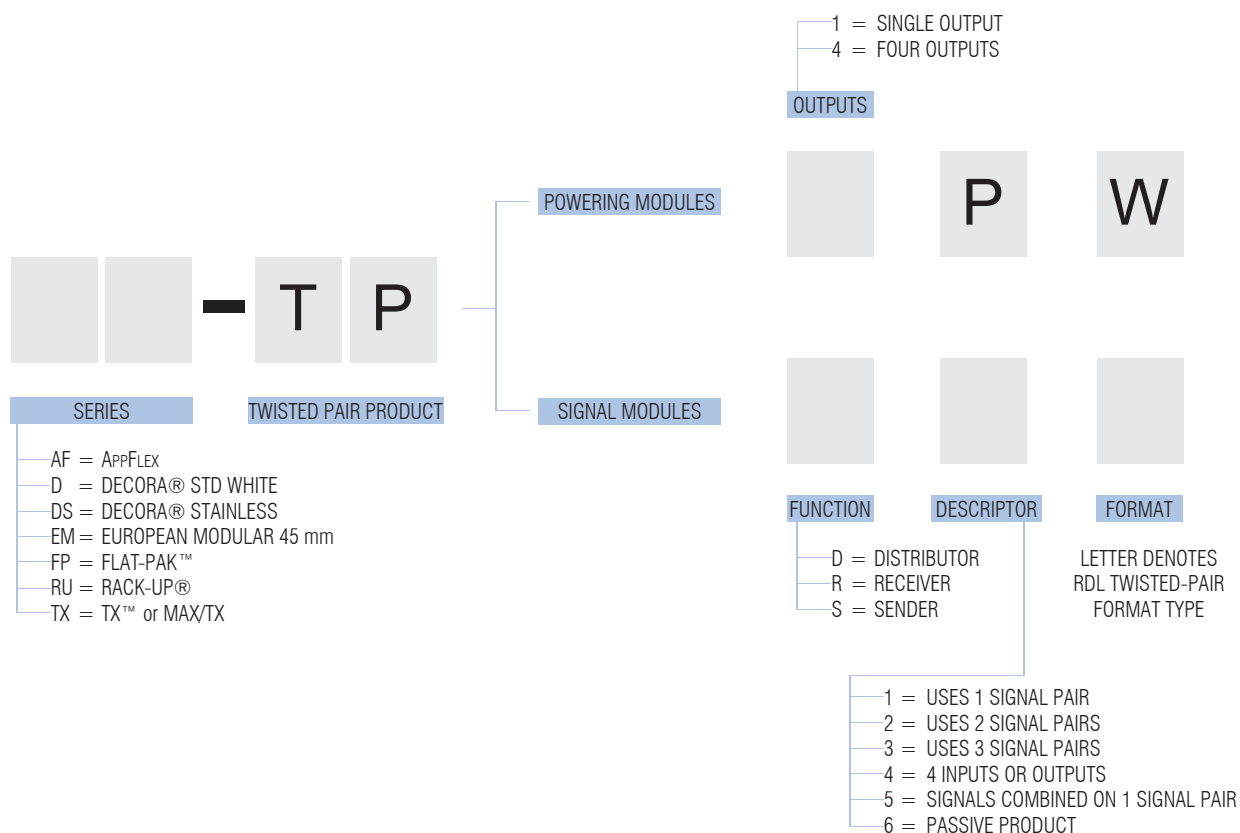 1 = SINGLE OUTPUT
4 = FOUR OUTPUTS
OUTPUTS
POWERING MODULES
P W
T P
SERIES
TWISTED PAIR PRODUCT
SIGNAL MODULES
AF = APPFLEX
D = DECORA® STD WHITE
DS = DECORA® STAINLESS
EM = EUROPEAN MODULAR 45 mm
FP = FLAT-PAK™
RU = RACK-UP®
TX = TX™ or MAX/TX
FUNCTION
DESCRIPTOR
FORMAT
D = DISTRIBUTOR
R = RECEIVER
S = SENDER
LETTER DENOTES
RDL TWISTED-PAIR
FORMAT TYPE
1 = USES 1 SIGNAL PAIR
2 = USES 2 SIGNAL PAIRS
3 = USES 3 SIGNAL PAIRS
4 = 4 INPUTS OR OUTPUTS
5 = SIGNALS COMBINED ON 1 SIGNAL PAIR
6 = PASSIVE PRODUCT